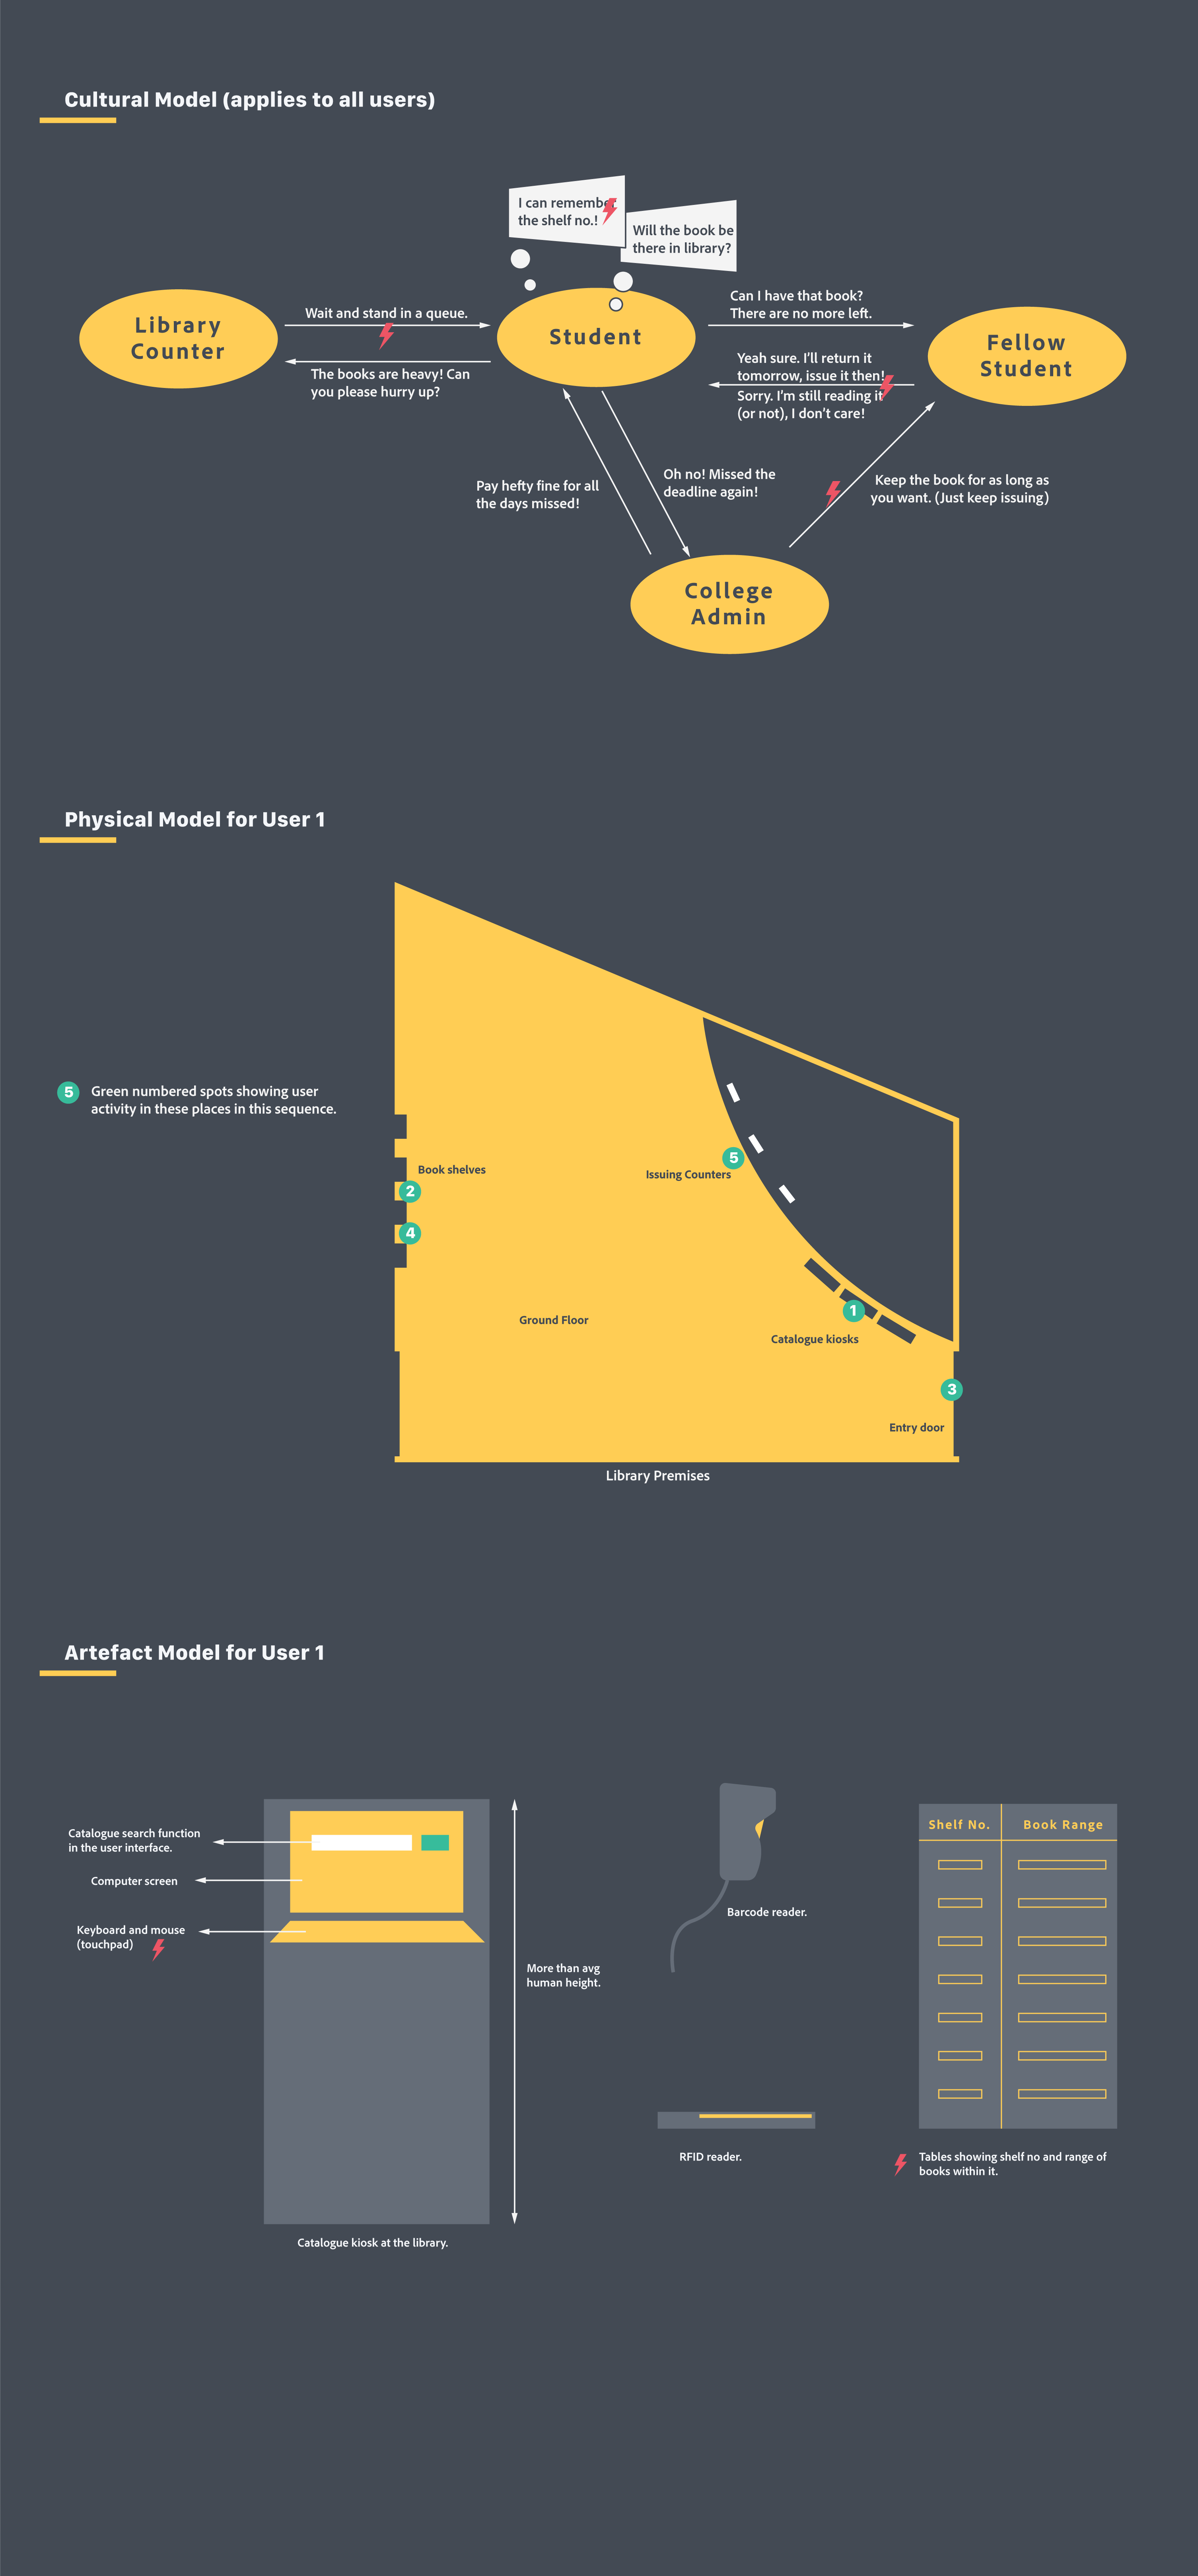 Cultural Model (applies to all users)
I can remember
the shelf no.!
Will the book be
there in library?
Library
Counter
Wait and stand in a queue.
The books are heavy! Can
you please hurry up?
Student
Can I have that book?
There are no more left.
Yeah sure. I'll return it
tomorrow, issue it then!
Sorry. I'm still reading it
(or not), I don't care!
Fellow
Student
Pay hefty fine for all
the days missed!
Oh no! Missed the
deadline again!
Keep the book for as long as
you want. (Just keep issuing)
College
Admin
Physical Model for User 1
5
Green numbered spots showing user
activity in these places in this sequence.
Book shelves
2
4
5
Issuing Counters
Ground Floor
1
Catalogue kiosks
3
Entry door
Library Premises
Artefact Model for User 1
Catalogue search function
in the user interface.
Computer screen
Keyboard and mouse
(touchpad)
More than avg
human height.
Catalogue kiosk at the library.
Barcode reader.
RFID reader.
Shelf No.
Book Range
Tables showing shelf no and range of
books within it.